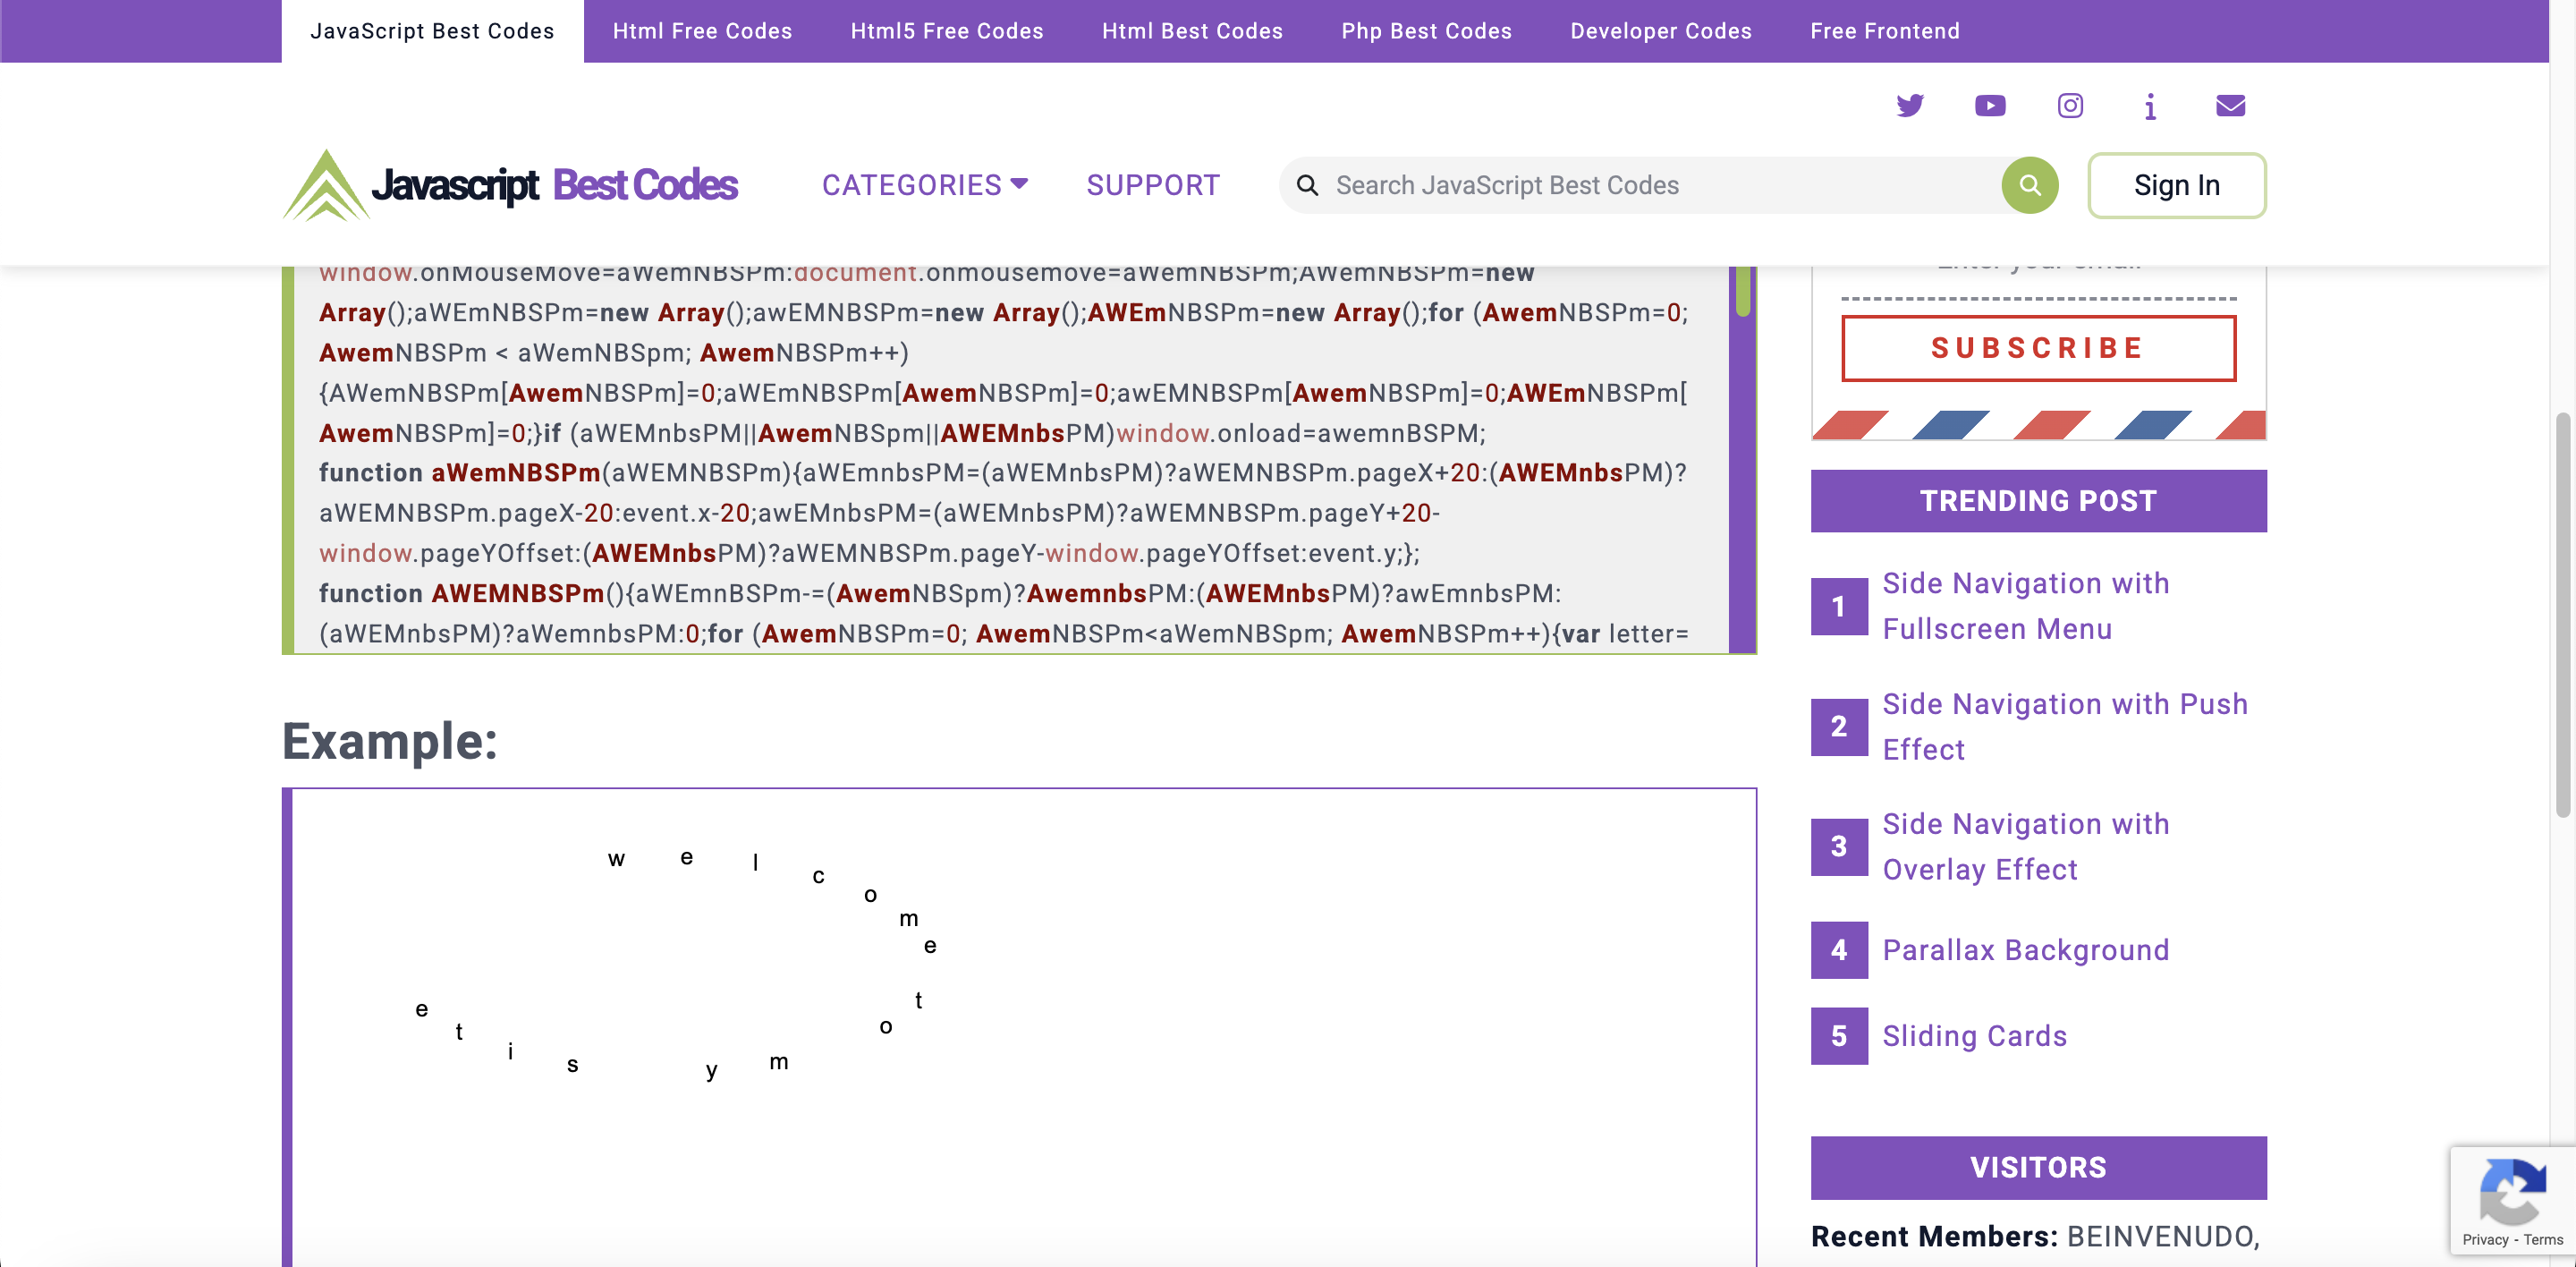 JavaScript Best Codes
Html Free Codes
Html5 Free Codes
Html Best Codes
Php Best Codes
Developer Codes
Free Frontend
Javascript Best Codes
CATEGORIES
SUPPORT
Search JavaScript Best Codes
Sign In
window.onMouseMove=aWemNBSPm:document.onmousemove=aWemNBSPm;AWemNBSPm=new
Array();aWEmNBSPm=new Array();awEMNBSPm=new Array();AWEmNBSPm=new Array();for (AwemNBSPm=0;
AwemNBSPm < aWemNBSpm; AwemNBSPm++)
{AWemNBSPm[AwemNBSPm]=0;aWEmNBSPm[AwemNBSPm]=0;awEMNBSPm[AwemNBSPm]=0;AWEmNBSPm[
AwemNBSPm]=0;}if (aWEMnbsPM||AwemNBSpm||AWEMnbsPM)window.onload=awemnBSPM;
function aWemNBSPm(aWEMNBSPm){aWEmnbsPM=(aWEMnbsPM)?aWEMNBSPm.pageX+20:(AWEMnbsPM)?
aWEMNBSPm.pageX-20:event.x-20;awEMnbsPM=(aWEMnbsPM)?aWEMNBSPm.pageY+20-
window.pageYOffset:(AWEMnbsPM)?aWEMNBSPm.pageY-window.pageYOffset:event.y;};
function AWEMNBSPm(){aWEmnBSPm-=(AwemNBSpm)?AwemnbsPM:(AWEMnbsPM)?awEmnbsPM:
(aWEMnbsPM)?aWemnbsPM:0;for (AwemNBSPm=0; AwemNBSPm<aWemNBSpm; AwemNBSPm++){var letter=
Example:
w e l c o m e
t o
m y
s i t e
Enter your email
SUBSCRIBE
TRENDING POST
1 Side Navigation with
Fullscreen Menu
2 Side Navigation with Push
Effect
3 Side Navigation with
Overlay Effect
4 Parallax Background
5 Sliding Cards
VISITORS
Recent Members: BEINVENUDO,
Privacy - Terms